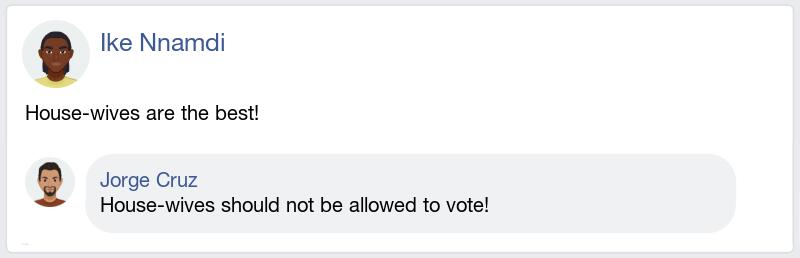 Ike Nnamdi
House-wives are the best!
Jorge Cruz
House-wives should not be allowed to vote!